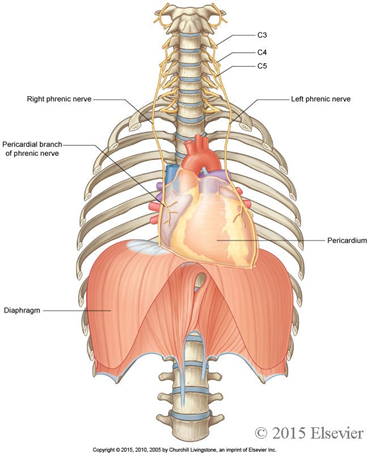 C3
C4
C5
Right phrenic nerve
Left phrenic nerve
Pericardial branch
of phrenic nerve
Pericardium
Diaphragm
© 2015 Elsevier
Copyright © 2015, 2010, 2005 by Churchill Livingstone, an imprint of Elsevier Inc.